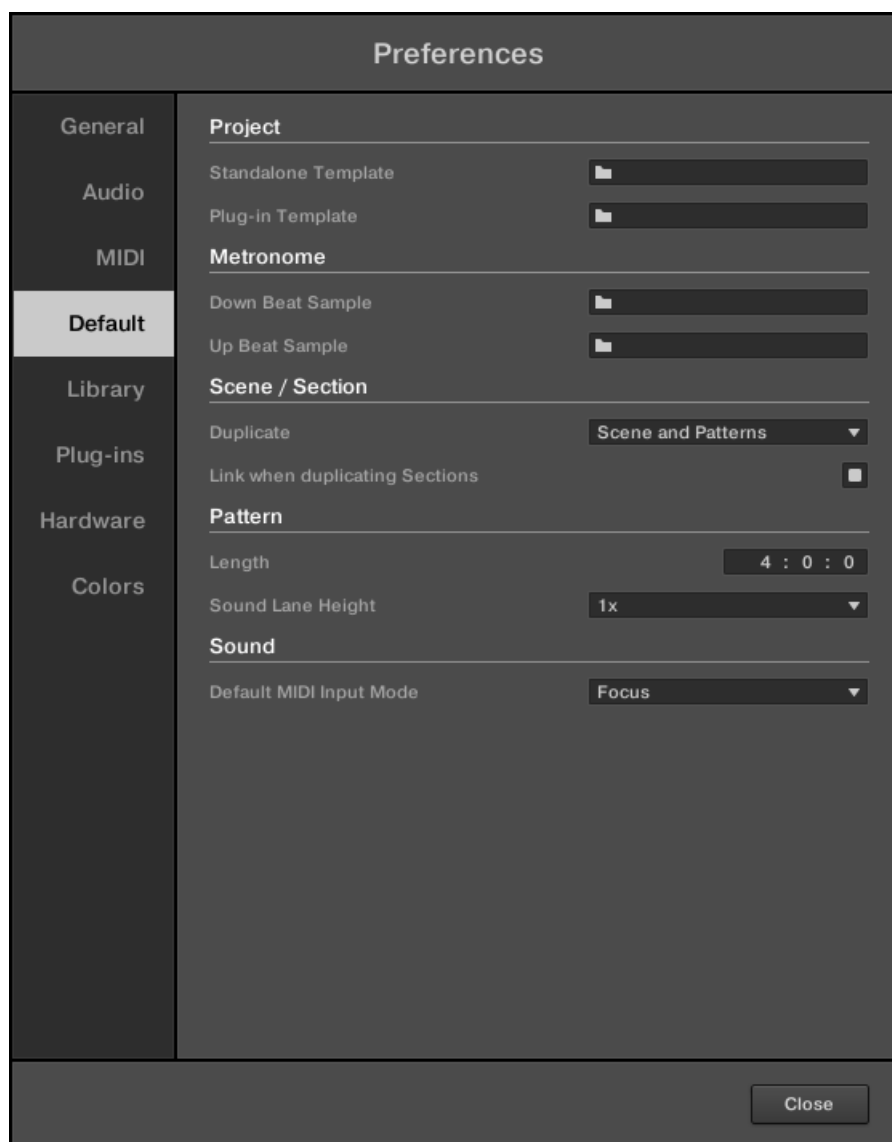 Preferences
General
Audio
MIDI
Default
Library
Plug-ins
Hardware
Colors
Project
Standalone Template
Plug-in Template
Metronome
Down Beat Sample
Up Beat Sample
Scene / Section
Duplicate Scene and Patterns
Link when duplicating Sections
Pattern
Length 4 : 0 : 0
Sound Lane Height 1x
Sound
Default MIDI Input Mode Focus
Close